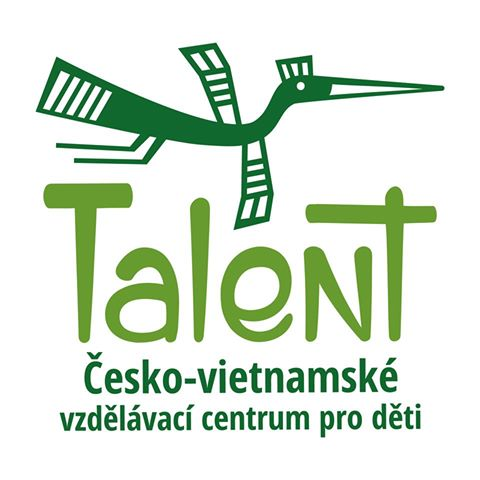 Talent
Česko-vietnamské
vzdělávací centrum pro děti